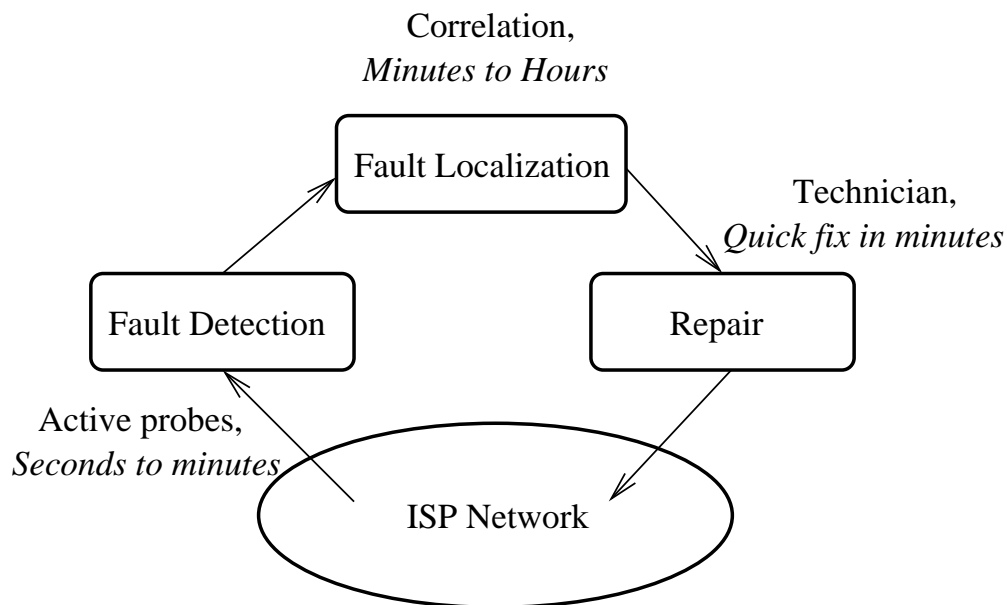 Correlation,
Minutes to Hours
Fault Localization
Technician,
Quick fix in minutes
Fault Detection
Repair
Active probes,
Seconds to minutes
ISP Network